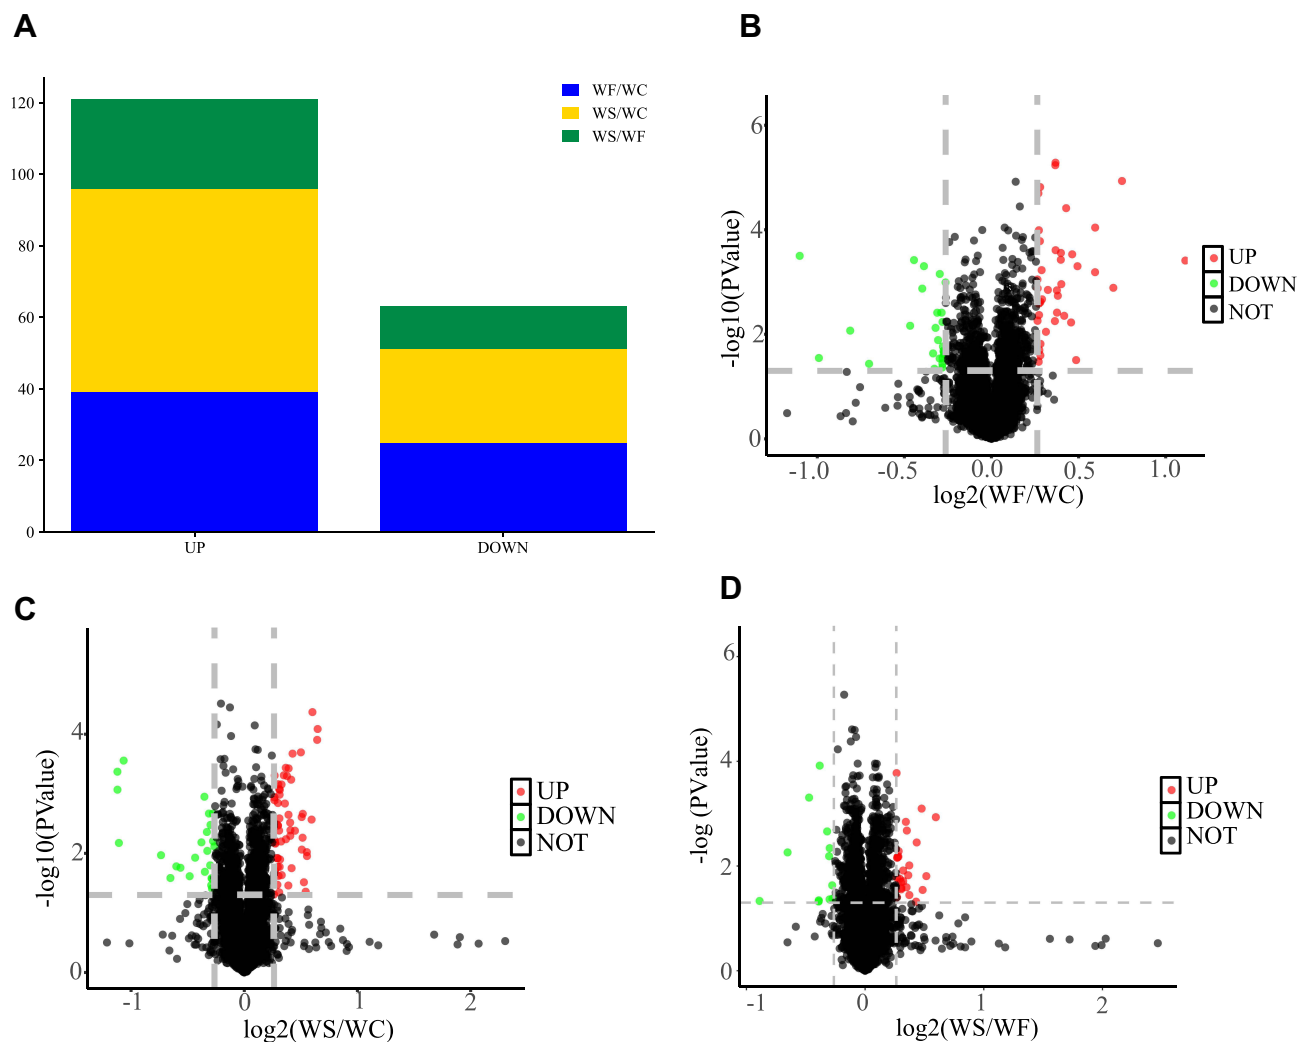 A
120
100
80
60
40
20
0
UP
DOWN
WF/WC
WS/WC
WS/WF
B
-log10(PValue)
6
4
2
0
-1.0
-0.5
0.0
0.5
1.0
log2(WF/WC)
UP
DOWN
NOT
C
-log10(PValue)
4
2
0
-1
0
1
2
log2(WS/WC)
UP
DOWN
NOT
D
-log (PValue)
6
4
2
0
-1
0
1
2
log2(WS/WF)
UP
DOWN
NOT